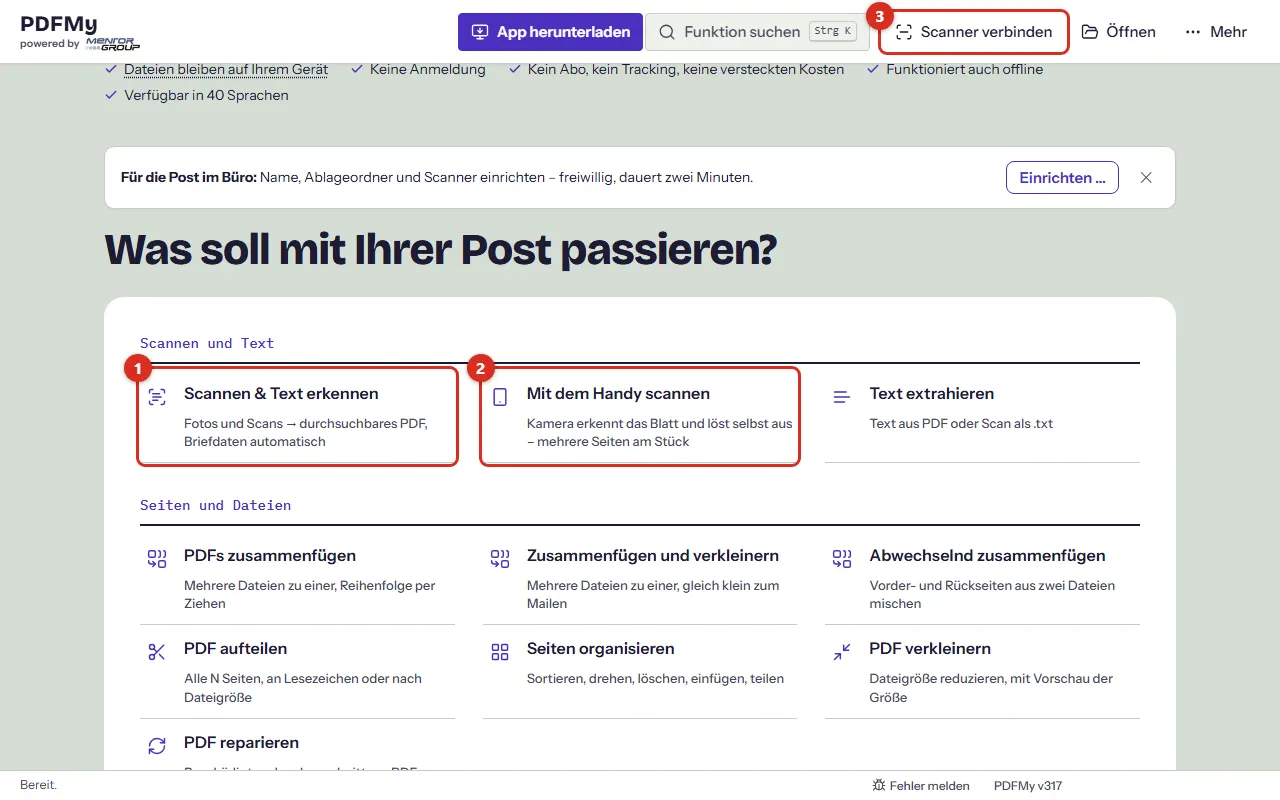 PDFMy
powered by MENROR GROUP
App herunterladen
Funktion suchen Strg K
3
Scanner verbinden
Öffnen
Mehr
Dateien bleiben auf Ihrem Gerät
Keine Anmeldung
Kein Abo, kein Tracking, keine versteckten Kosten
Funktioniert auch offline
Verfügbar in 40 Sprachen
Für die Post im Büro: Name, Ablageordner und Scanner einrichten – freiwillig, dauert zwei Minuten.
Einrichten ...
Was soll mit Ihrer Post passieren?
Scannen und Text
1
Scannen & Text erkennen
Fotos und Scans → durchsuchbares PDF,
Briefdaten automatisch
2
Mit dem Handy scannen
Kamera erkennt das Blatt und löst selbst aus
– mehrere Seiten am Stück
Text extrahieren
Text aus PDF oder Scan als .txt
Seiten und Dateien
PDFs zusammenfügen
Mehrere Dateien zu einer, Reihenfolge per
Ziehen
Zusammenfügen und verkleinern
Mehrere Dateien zu einer, gleich klein zum
Mailen
Abwechselnd zusammenfügen
Vorder- und Rückseiten aus zwei Dateien
mischen
PDF aufteilen
Alle N Seiten, an Lesezeichen oder nach
Dateigröße
Seiten organisieren
Sortieren, drehen, löschen, einfügen, teilen
PDF verkleinern
Dateigröße reduzieren, mit Vorschau der
Größe
PDF reparieren
Bereit.
Fehler melden
PDFMy v317